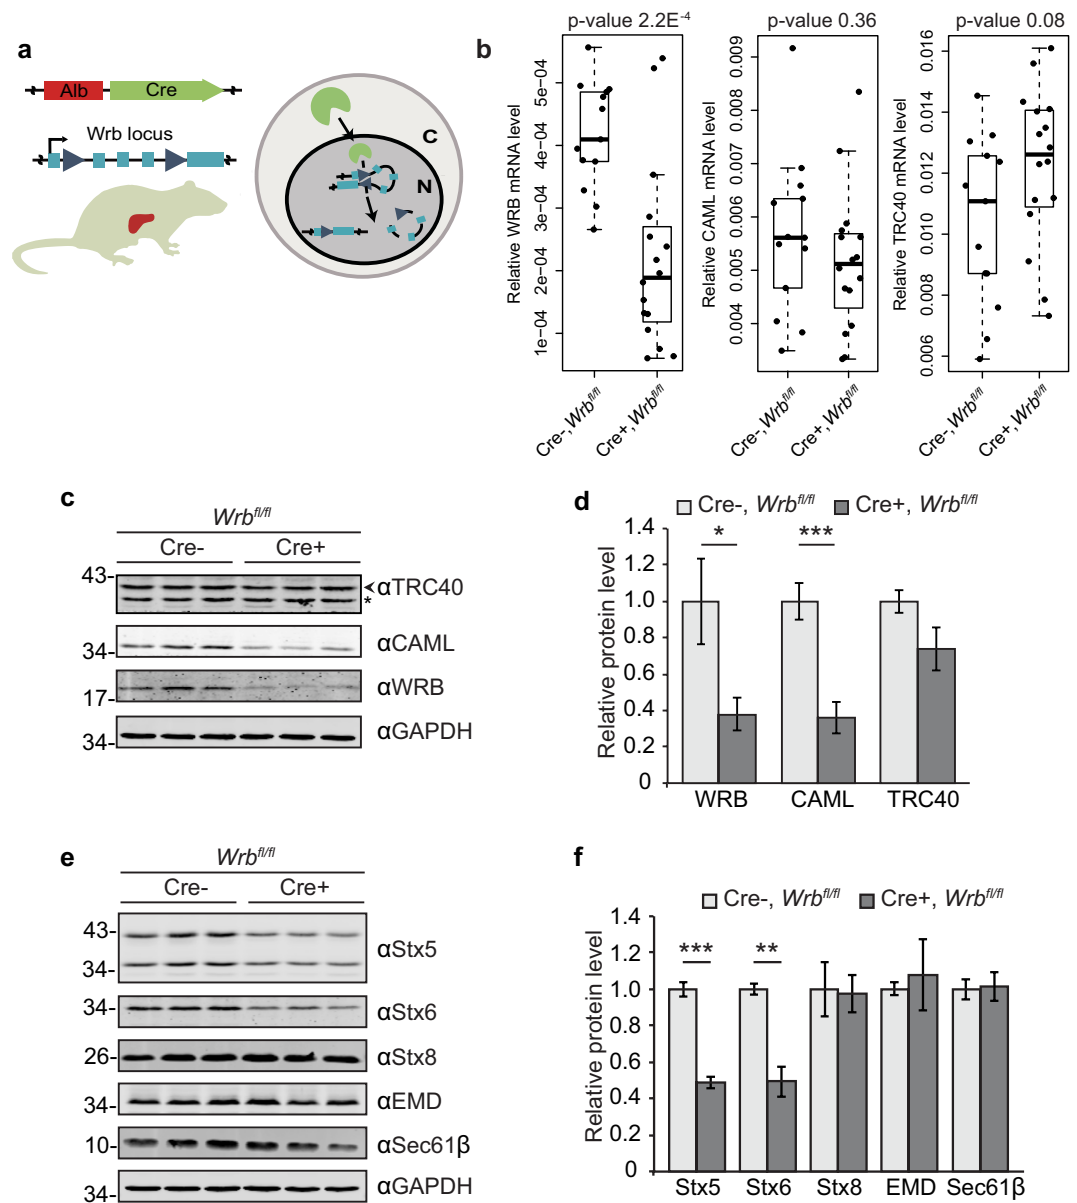 a
Alb
Cre
Wrb locus
C
N
b
p-value 2.2E⁻⁴
p-value 0.36
p-value 0.08
Relative WRB mRNA level
5e-04
4e-04
3e-04
2e-04
1e-04
Cre-, Wrbfl/fl
Cre+, Wrbfl/fl
Relative CAML mRNA level
0.009
0.008
0.007
0.006
0.005
0.004
Cre-, Wrbfl/fl
Cre+, Wrbfl/fl
Relative TRC40 mRNA level
0.016
0.014
0.012
0.010
0.008
0.006
Cre-, Wrbfl/fl
Cre+, Wrbfl/fl
c
Wrbfl/fl
Cre- Cre+
43-
αTRC40
*
34- αCAML
αWRB
17-
34- αGAPDH
d
Cre-, Wrbfl/fl Cre+, Wrbfl/fl
Relative protein level
1.4
1.2
1.0
0.8
0.6
0.4
0.2
0
* ***
WRB CAML TRC40
e
Wrbfl/fl
Cre- Cre+
43-
αStx5
34-
34- αStx6
26- αStx8
34- αEMD
10- αSec61β
34- αGAPDH
f
Cre-, Wrbfl/fl Cre+, Wrbfl/fl
Relative protein level
1.4
1.2
1.0
0.8
0.6
0.4
0.2
0
*** **
Stx5 Stx6 Stx8 EMD Sec61β